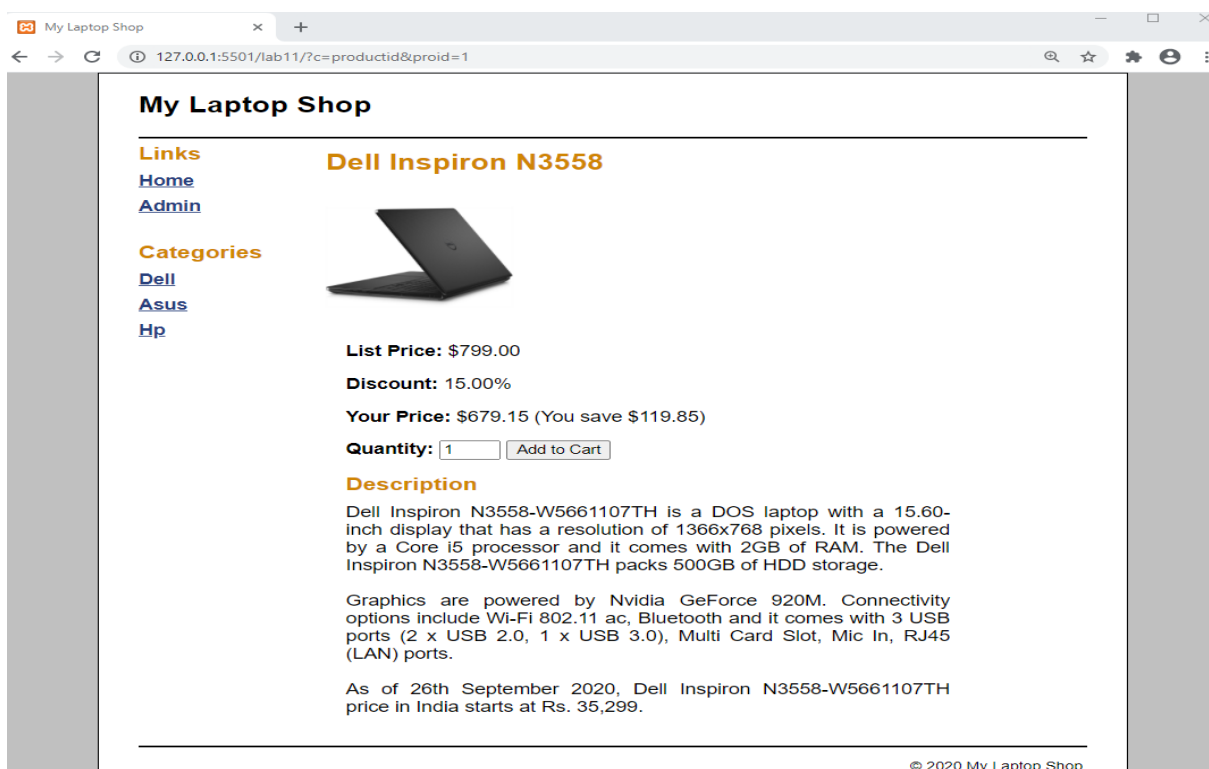 My Laptop Shop
127.0.0.1:5501/lab11/?c=productid&proid=1
My Laptop Shop
Links
Home
Admin
Categories
Dell
Asus
Hp
Dell Inspiron N3558
List Price: $799.00
Discount: 15.00%
Your Price: $679.15 (You save $119.85)
Quantity: 1 Add to Cart
Description
Dell Inspiron N3558-W5661107TH is a DOS laptop with a 15.60-
inch display that has a resolution of 1366x768 pixels. It is powered
by a Core i5 processor and it comes with 2GB of RAM. The Dell
Inspiron N3558-W5661107TH packs 500GB of HDD storage.
Graphics are powered by Nvidia GeForce 920M. Connectivity
options include Wi-Fi 802.11 ac, Bluetooth and it comes with 3 USB
ports (2 x USB 2.0, 1 x USB 3.0), Multi Card Slot, Mic In, RJ45
(LAN) ports.
As of 26th September 2020, Dell Inspiron N3558-W5661107TH
price in India starts at Rs. 35,299.
© 2020 My Laptop Shop